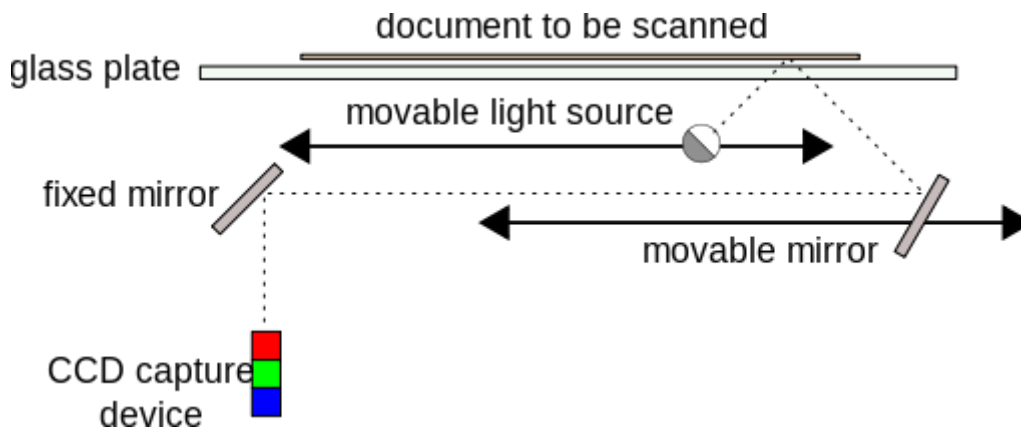 document to be scanned
glass plate
movable light source
fixed mirror
movable mirror
CCD capture
device